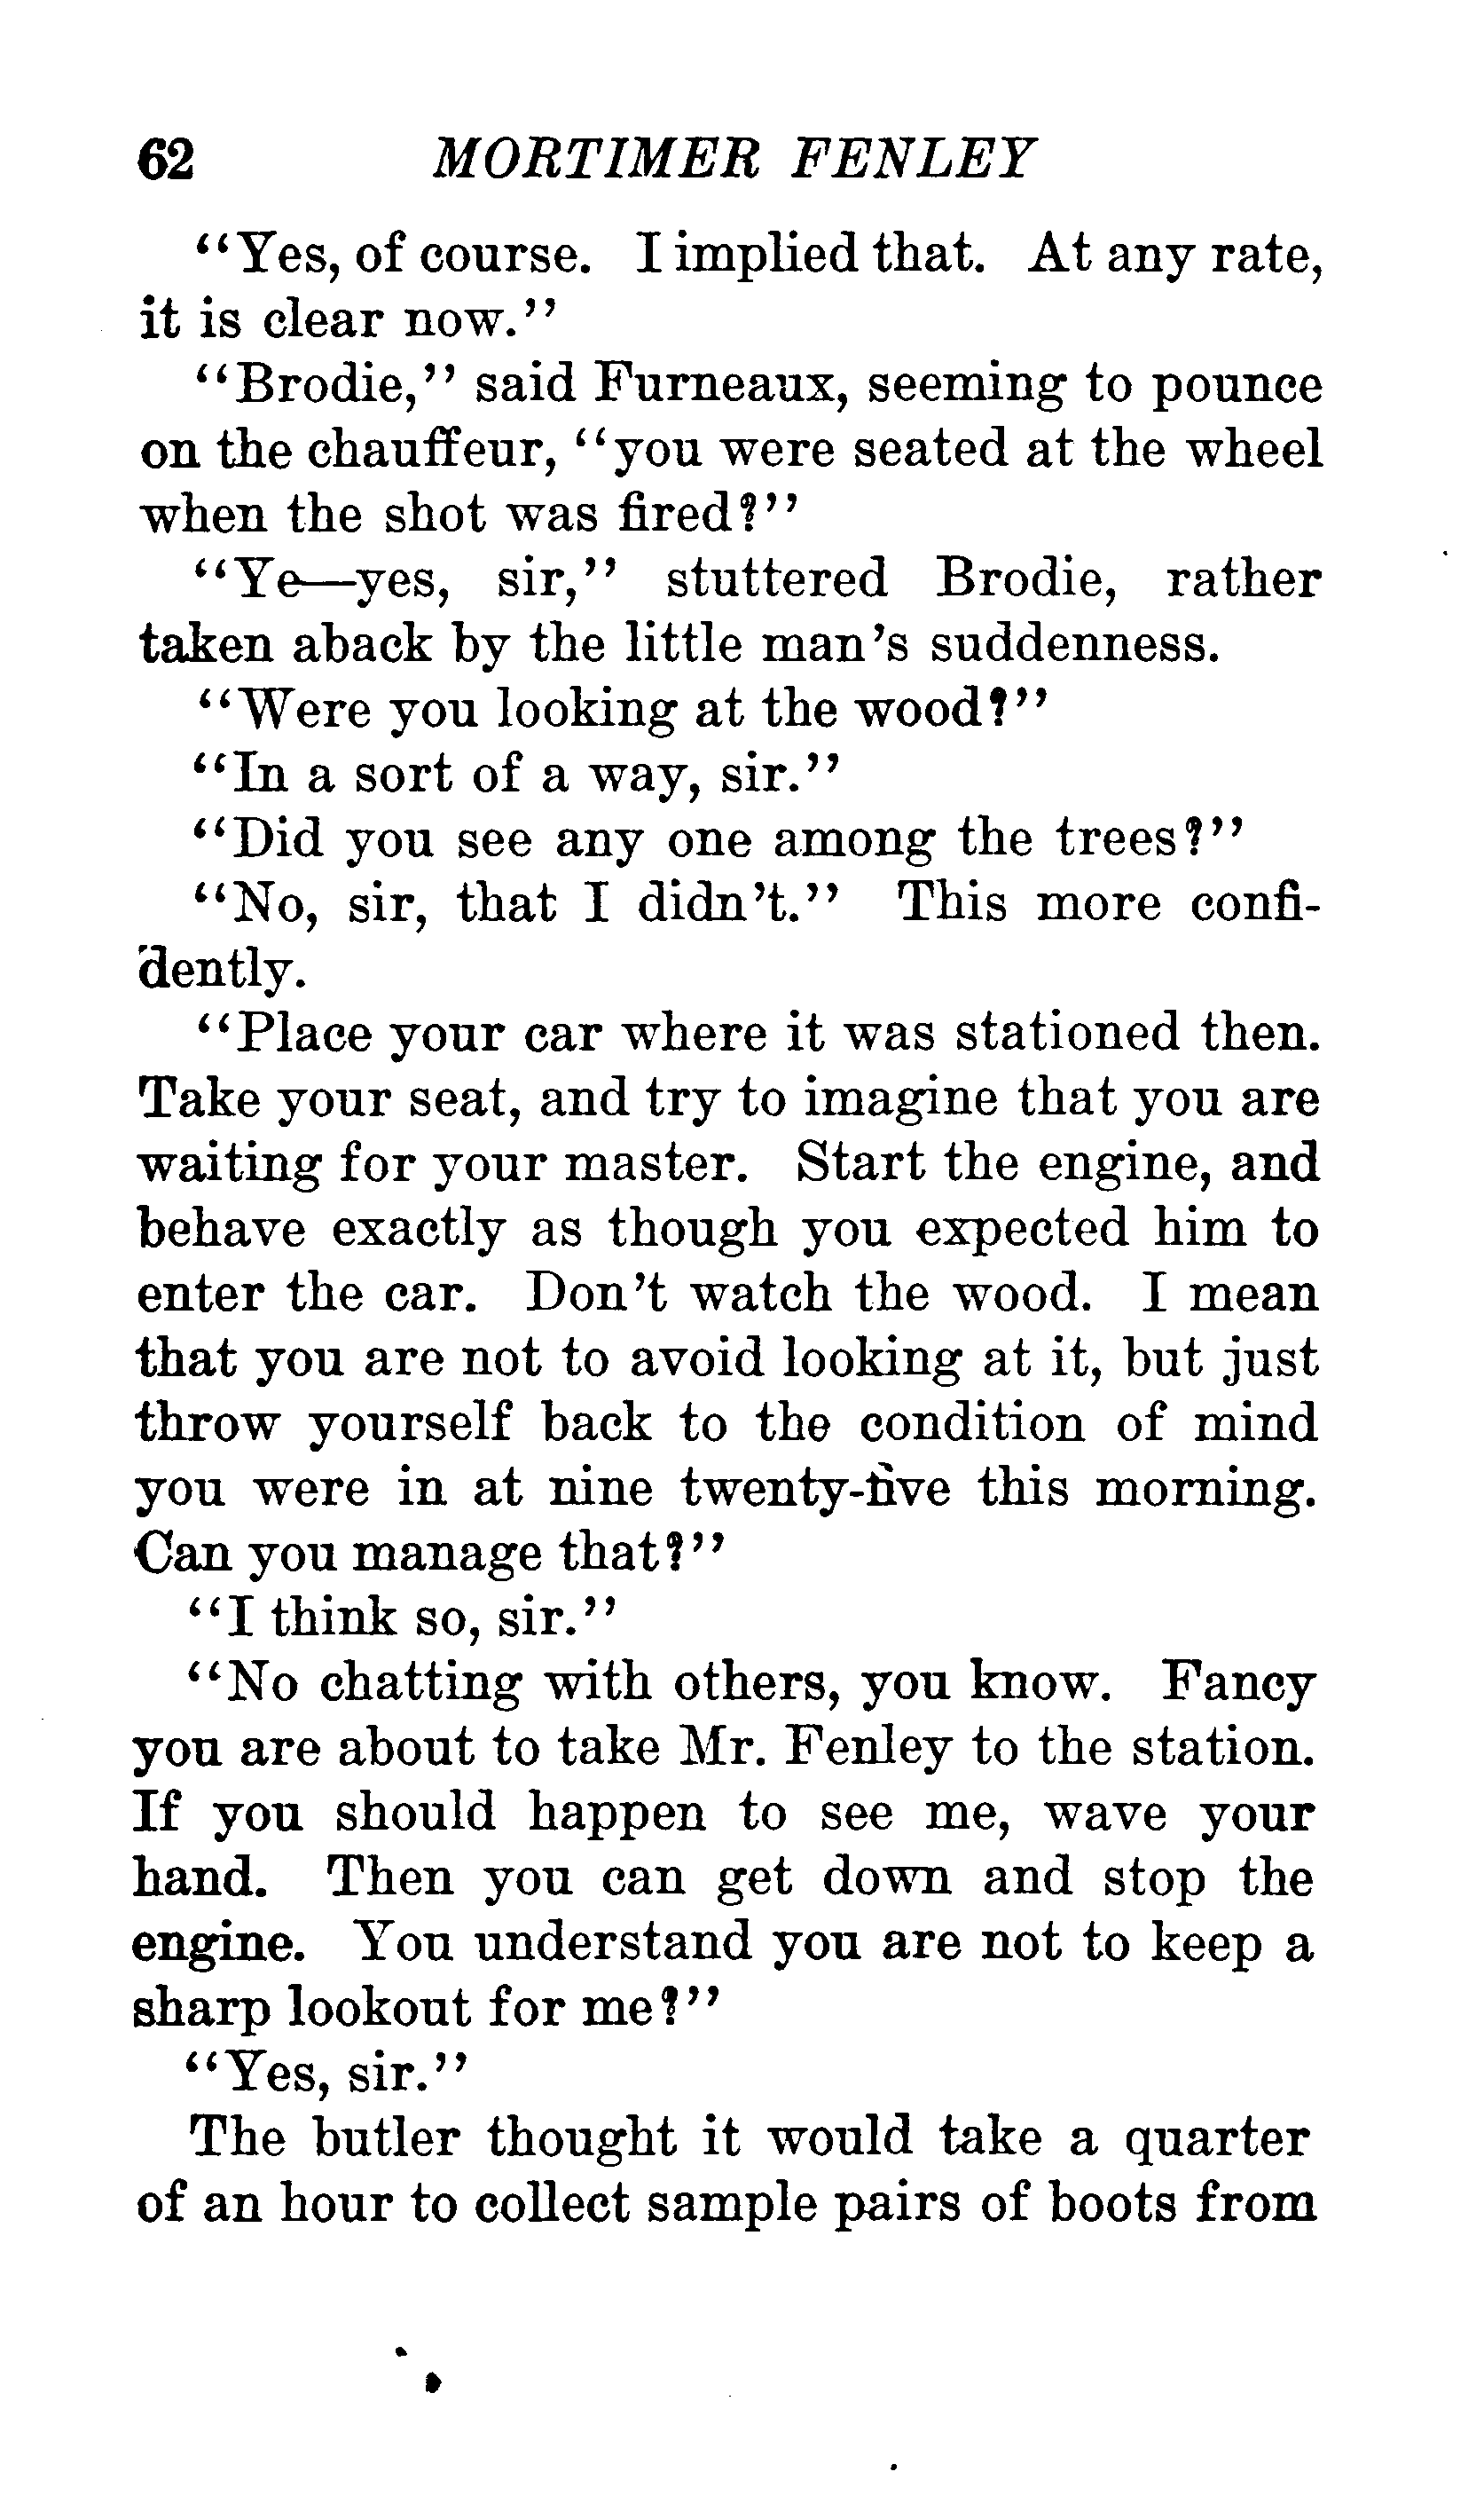 62 MORTIMER FENLEY
"Yes, of course. I implied that. At any rate,
it is clear now."
"Brodie," said Furneaux, seeming to pounce
on the chauffeur, "you were seated at the wheel
when the shot was fired?"
"Ye—yes, sir," stuttered Brodie, rather
taken aback by the little man's suddenness.
"Were you looking at the wood?"
"In a sort of a way, sir."
"Did you see any one among the trees?"
"No, sir, that I didn't." This more confi-
dently.
"Place your car where it was stationed then.
Take your seat, and try to imagine that you are
waiting for your master. Start the engine, and
behave exactly as though you expected him to
enter the car. Don't watch the wood. I mean
that you are not to avoid looking at it, but just
throw yourself back to the condition of mind
you were in at nine twenty-five this morning.
Can you manage that?"
"I think so, sir."
"No chatting with others, you know. Fancy
you are about to take Mr. Fenley to the station.
If you should happen to see me, wave your
hand. Then you can get down and stop the
engine. You understand you are not to keep a
sharp lookout for me?"
"Yes, sir."
The butler thought it would take a quarter
of an hour to collect sample pairs of boots from